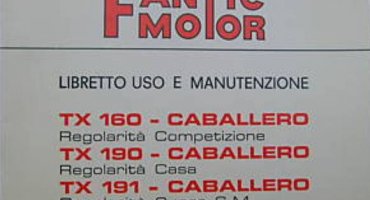 FANTIC
MOTOR
LIBRETTO USO E MANUTENZIONE
TX 160 - CABALLERO
Regolarità Competizione
TX 190 - CABALLERO
Regolarità Casa
TX 191 - CABALLERO